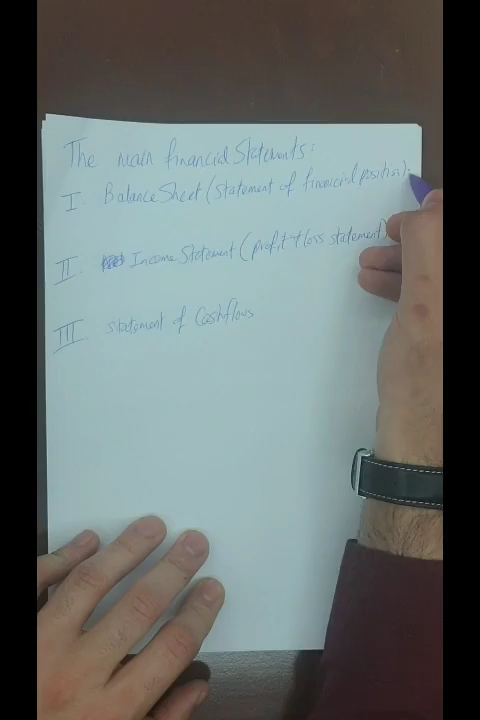 The main financial Statements:
I. Balance Sheet (Statement of financial position):
II. Income Statement (profit + loss statement)
III. Statement of Cashflows